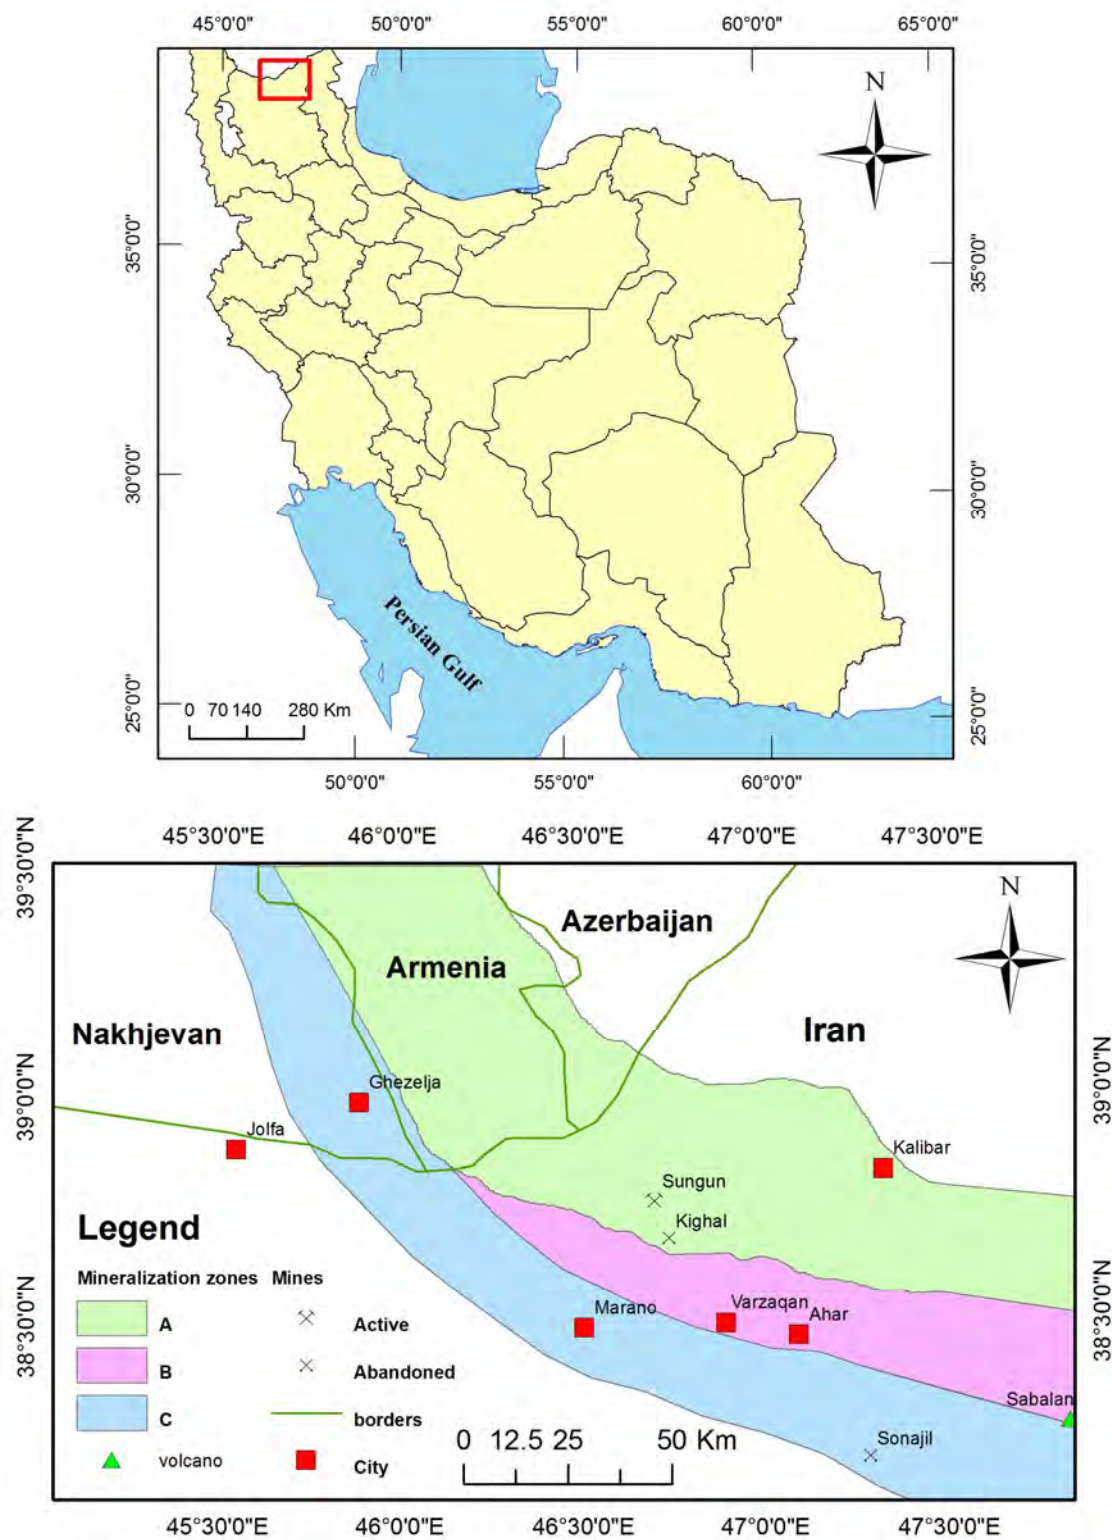 45°0'0" 50°0'0" 55°0'0" 60°0'0" 65°0'0"
N
35°0'0" 35°0'0"
30°0'0" 30°0'0"
Persian Gulf
25°0'0" 25°0'0"
0 70 140 280 Km
50°0'0" 55°0'0" 60°0'0"
45°30'0"E 46°0'0"E 46°30'0"E 47°0'0"E 47°30'0"E
39°30'0"N
N
Azerbaijan
Armenia
Nakhjevan
Iran
39°0'0"N 39°0'0"N
Ghezelja
Jolfa
Kalibar
Sungun
Kighal
Legend
Mineralization zones Mines
38°30'0"N 38°30'0"N
Marano
Varzaqan
Ahar
A Active
B Abandoned
Sabalan
C borders
Sonajil
0 12.5 25 50 Km
volcano City
45°30'0"E 46°0'0"E 46°30'0"E 47°0'0"E 47°30'0"E